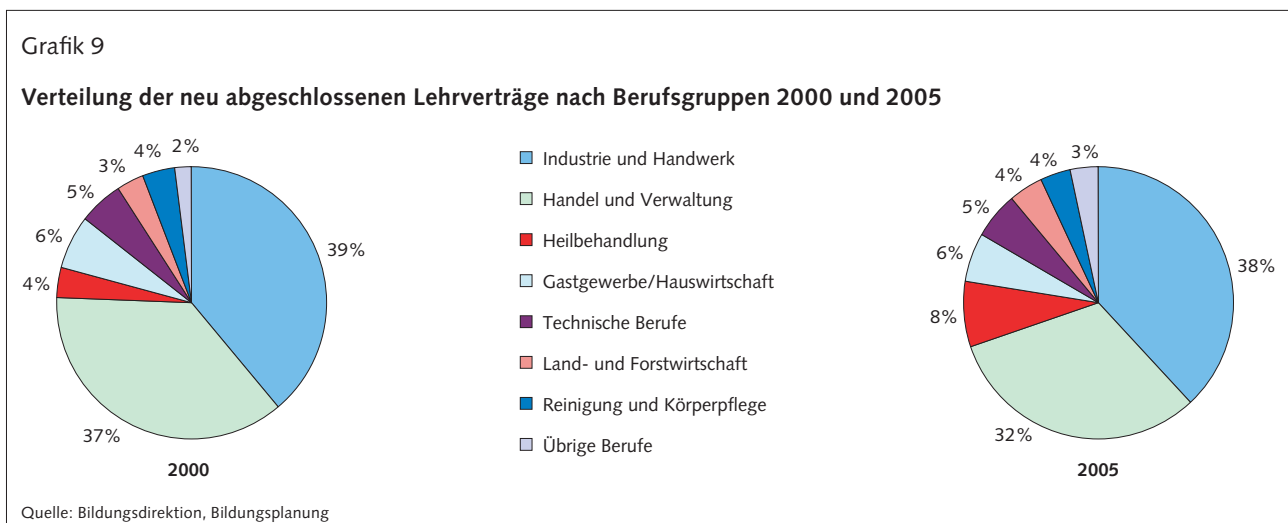 Grafik 9
Verteilung der neu abgeschlossenen Lehrverträge nach Berufsgruppen 2000 und 2005
2%
4%
3%
5%
6%
4%
37%
39%
2000
Industrie und Handwerk
Handel und Verwaltung
Heilbehandlung
Gastgewerbe/Hauswirtschaft
Technische Berufe
Land- und Forstwirtschaft
Reinigung und Körperpflege
Übrige Berufe
3%
4%
4%
5%
6%
8%
32%
38%
2005
Quelle: Bildungsdirektion, Bildungsplanung